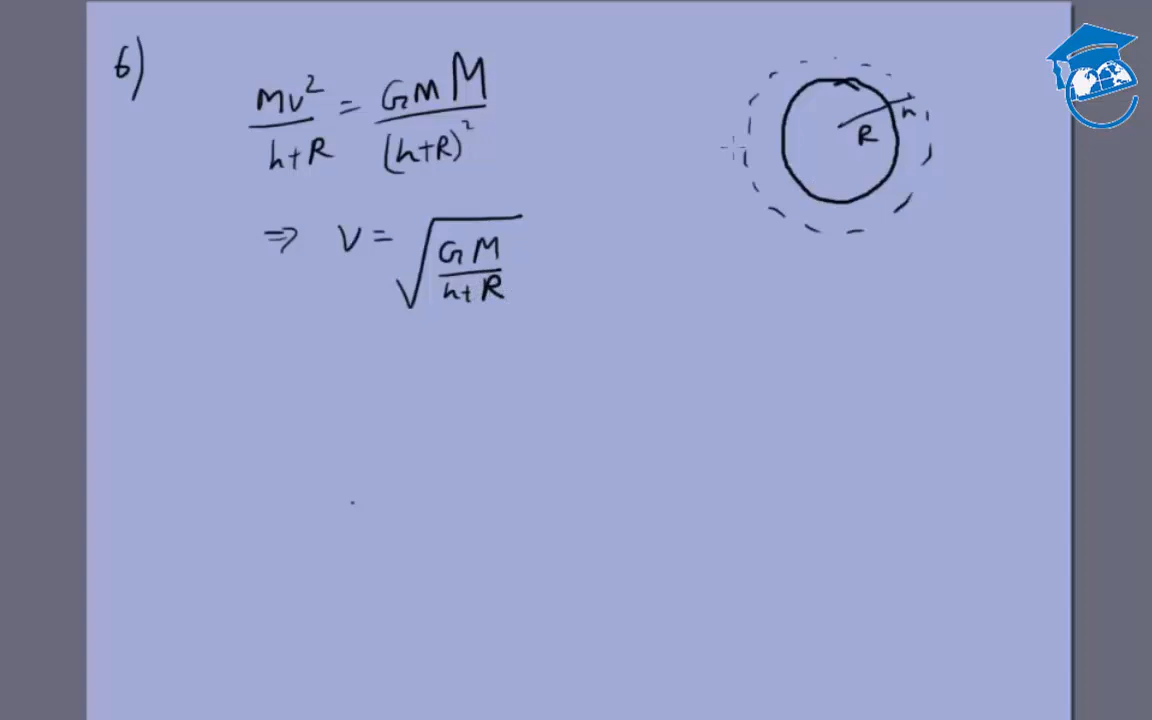 6)
Mv² / h+R = GmM / (h+R)²
⇒ V = √(GM / h+R)
R h